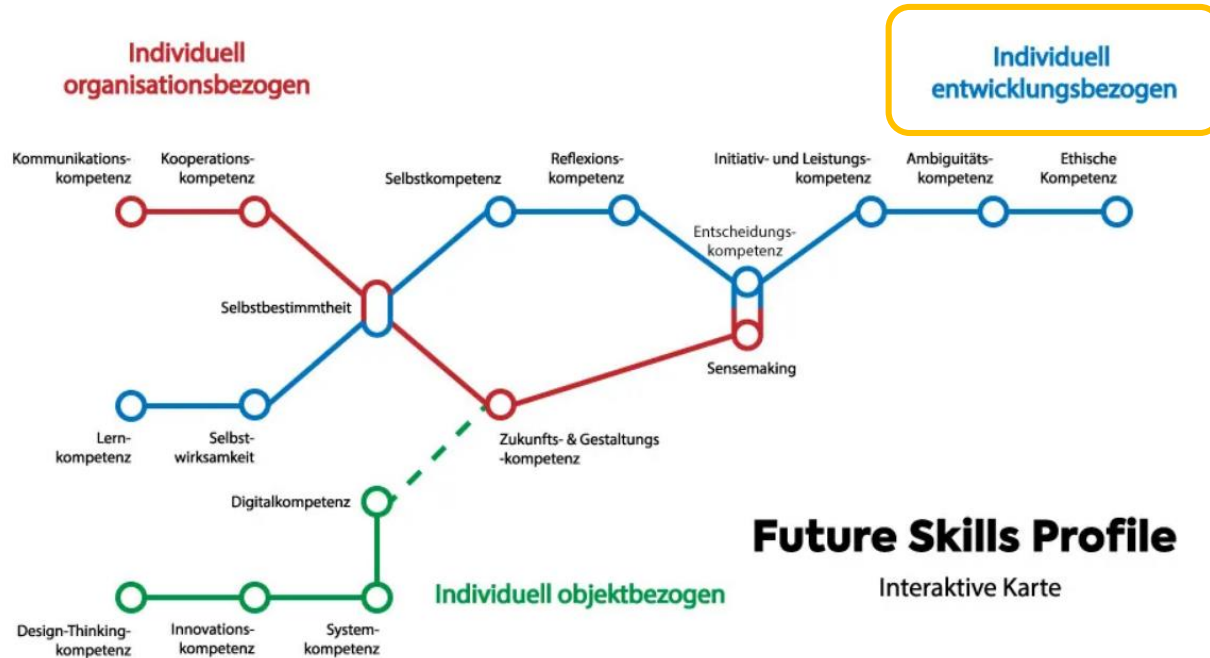 Individuell
organisationsbezogen
Individuell
entwicklungsbezogen
Kommunikations-
kompetenz
Kooperations-
kompetenz
Selbstkompetenz
Reflexions-
kompetenz
Initiativ- und Leistungs-
kompetenz
Ambiguitäts-
kompetenz
Ethische
Kompetenz
Entscheidungs-
kompetenz
Selbstbestimmtheit
Sensemaking
Lern-
kompetenz
Selbst-
wirksamkeit
Zukunfts- & Gestaltungs
-kompetenz
Digitalkompetenz
Future Skills Profile
Interaktive Karte
Individuell objektbezogen
Design-Thinking-
kompetenz
Innovations-
kompetenz
System-
kompetenz